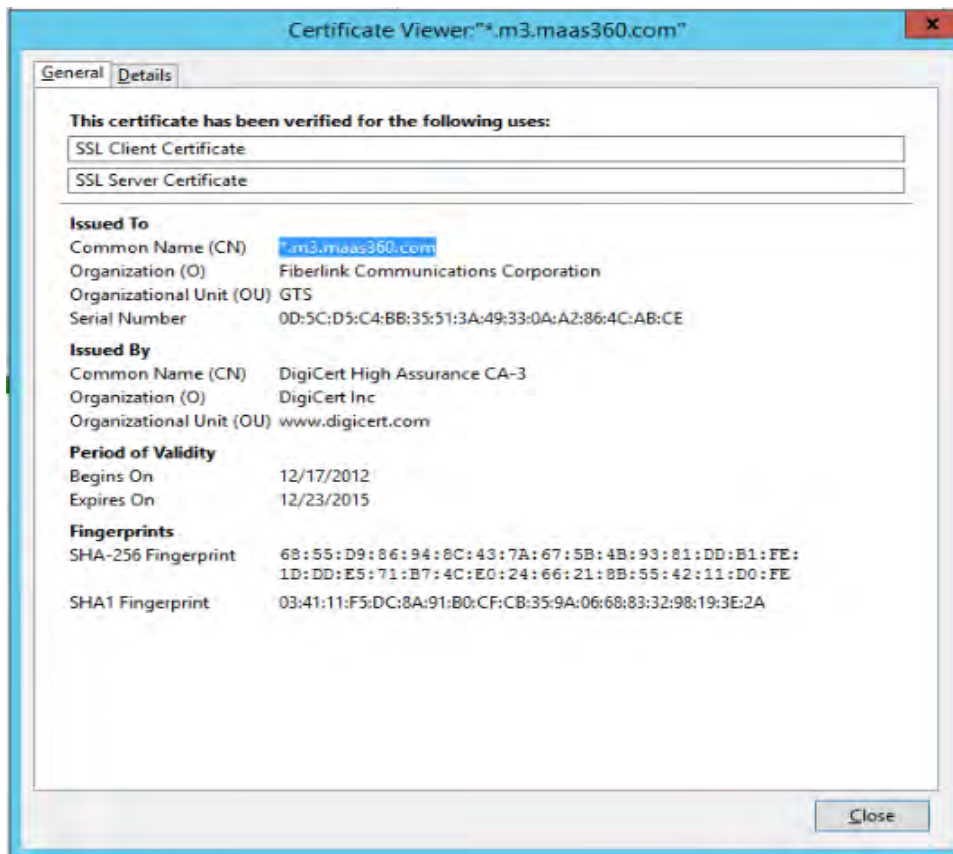 Certificate Viewer:"*.m3.maas360.com"
x
General Details
This certificate has been verified for the following uses:
SSL Client Certificate
SSL Server Certificate
Issued To
Common Name (CN) *.m3.maas360.com
Organization (O) Fiberlink Communications Corporation
Organizational Unit (OU) GTS
Serial Number 0D:5C:D5:C4:BB:35:51:3A:49:33:0A:A2:86:4C:AB:CE
Issued By
Common Name (CN) DigiCert High Assurance CA-3
Organization (O) DigiCert Inc
Organizational Unit (OU) www.digicert.com
Period of Validity
Begins On 12/17/2012
Expires On 12/23/2015
Fingerprints
SHA-256 Fingerprint 68:55:D9:86:94:8C:43:7A:67:5B:4B:93:81:DD:B1:FE:
1D:DD:E5:71:B7:4C:E0:24:66:21:8B:55:42:11:D0:FE
SHA1 Fingerprint 03:41:11:F5:DC:8A:91:B0:CF:CB:35:9A:06:68:83:32:98:19:3E:2A
Close